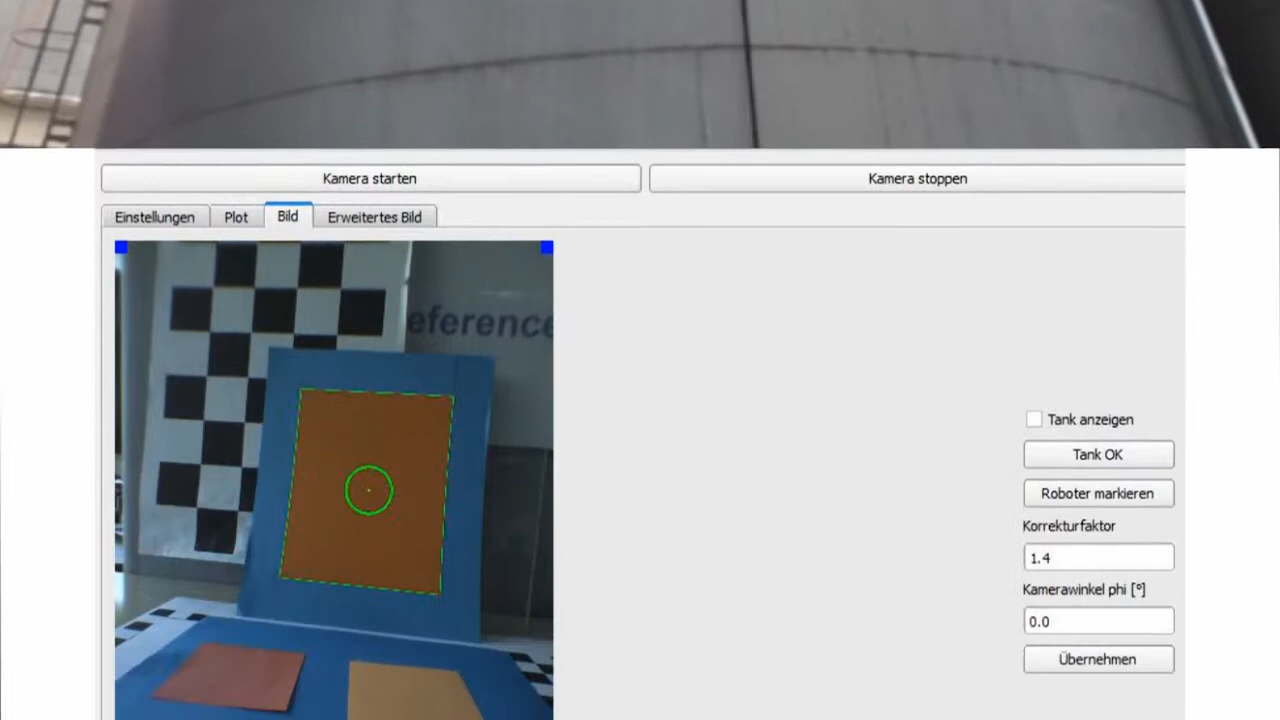 Kamera starten
Kamera stoppen
Einstellungen
Plot
Bild
Erweitertes Bild
eference
Tank anzeigen
Tank OK
Roboter markieren
Korrekturfaktor
1.4
Kamerawinkel phi [°]
0.0
Übernehmen